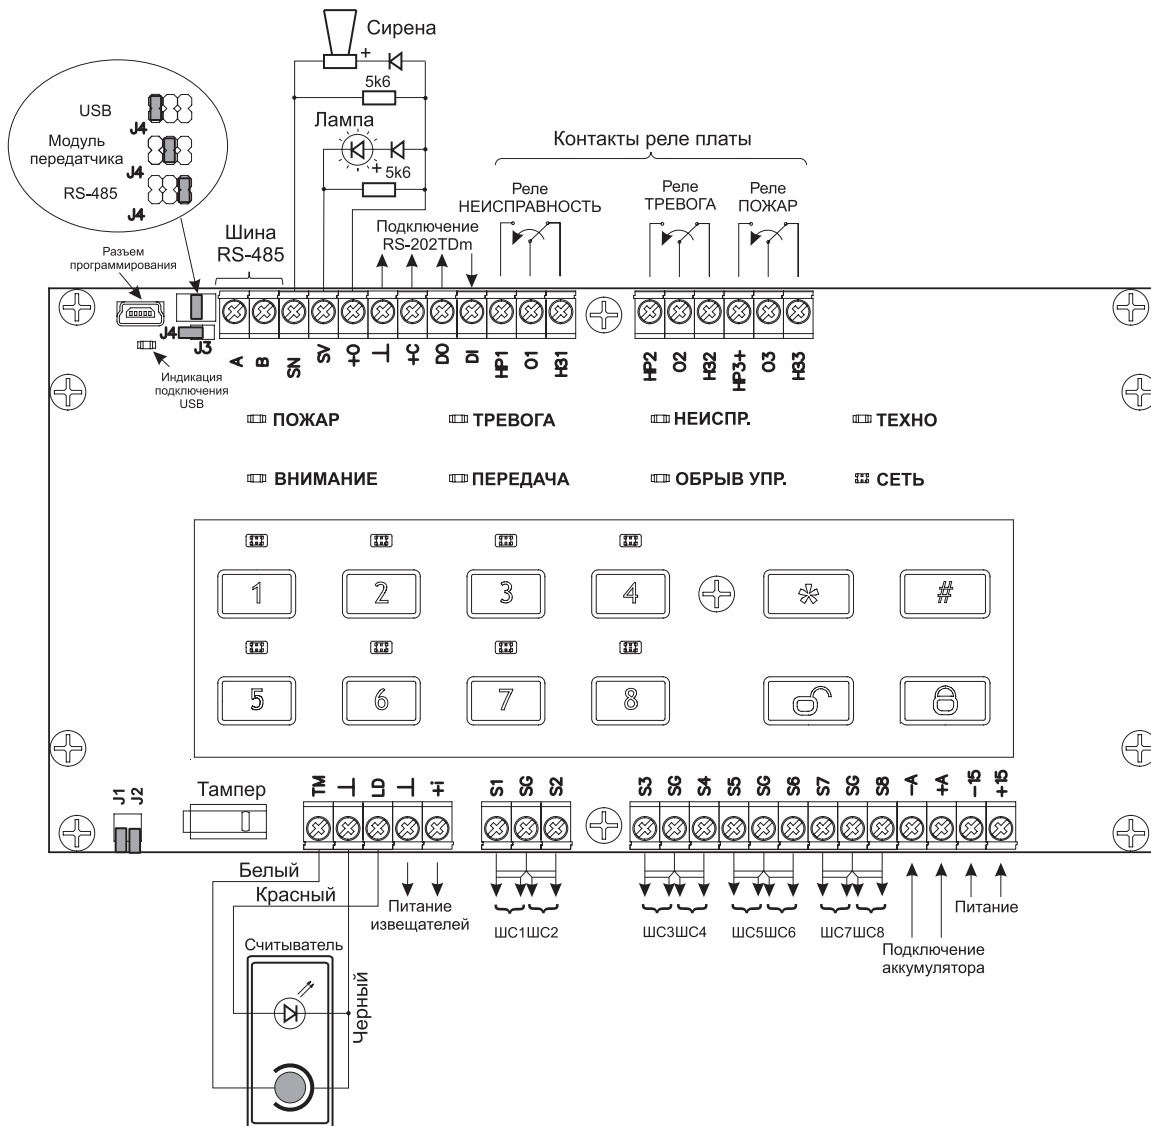 Сирена
+
5k6
USB
J4
Модуль
передатчика
J4
RS-485
J4
Лампа
+
5k6
Контакты реле платы
Реле
НЕИСПРАВНОСТЬ
Реле
ТРЕВОГА
Реле
ПОЖАР
Шина
RS-485
Подключение
RS-202TDm
Разъем
программирования
J4
J3
A
B
SN
SV
+O
⊥
+C
DO
DI
HP1
O1
H31
HP2
O2
H32
HP3+
O3
H33
Индикация
подключения
USB
ПОЖАР
ТРЕВОГА
НЕИСПР.
ТЕХНО
ВНИМАНИЕ
ПЕРЕДАЧА
ОБРЫВ УПР.
СЕТЬ
1
2
3
4
*
#
5
6
7
8
J1
J2
Тампер
TM
⊥
LD
⊥
+i
S1
SG
S2
S3
SG
S4
S5
SG
S6
S7
SG
S8
-A
+A
-15
+15
Белый
Красный
Питание
извещателей
ШС1ШС2
ШС3ШС4
ШС5ШС6
ШС7ШС8
Питание
Подключение
аккумулятора
Считыватель
Черный